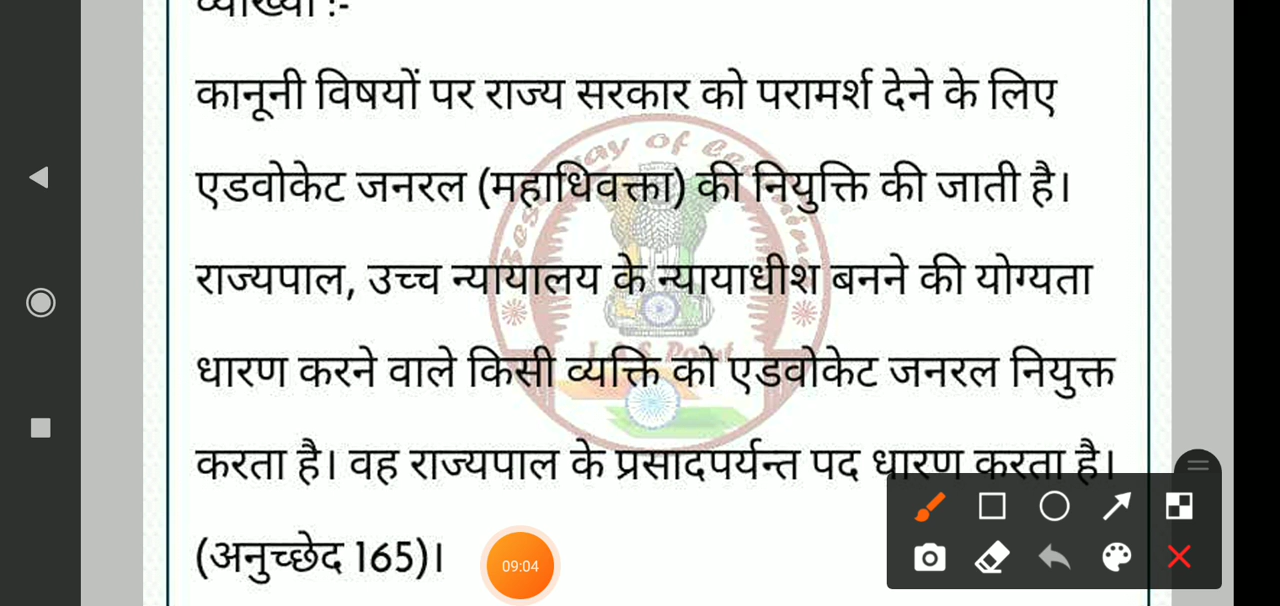 व्याख्या :-
कानूनी विषयों पर राज्य सरकार को परामर्श देने के लिए
एडवोकेट जनरल (महाधिवक्ता) की नियुक्ति की जाती है।
राज्यपाल, उच्च न्यायालय के न्यायाधीश बनने की योग्यता
धारण करने वाले किसी व्यक्ति को एडवोकेट जनरल नियुक्त
करता है। वह राज्यपाल के प्रसादपर्यन्त पद धारण करता है।
(अनुच्छेद 165)।
09:04